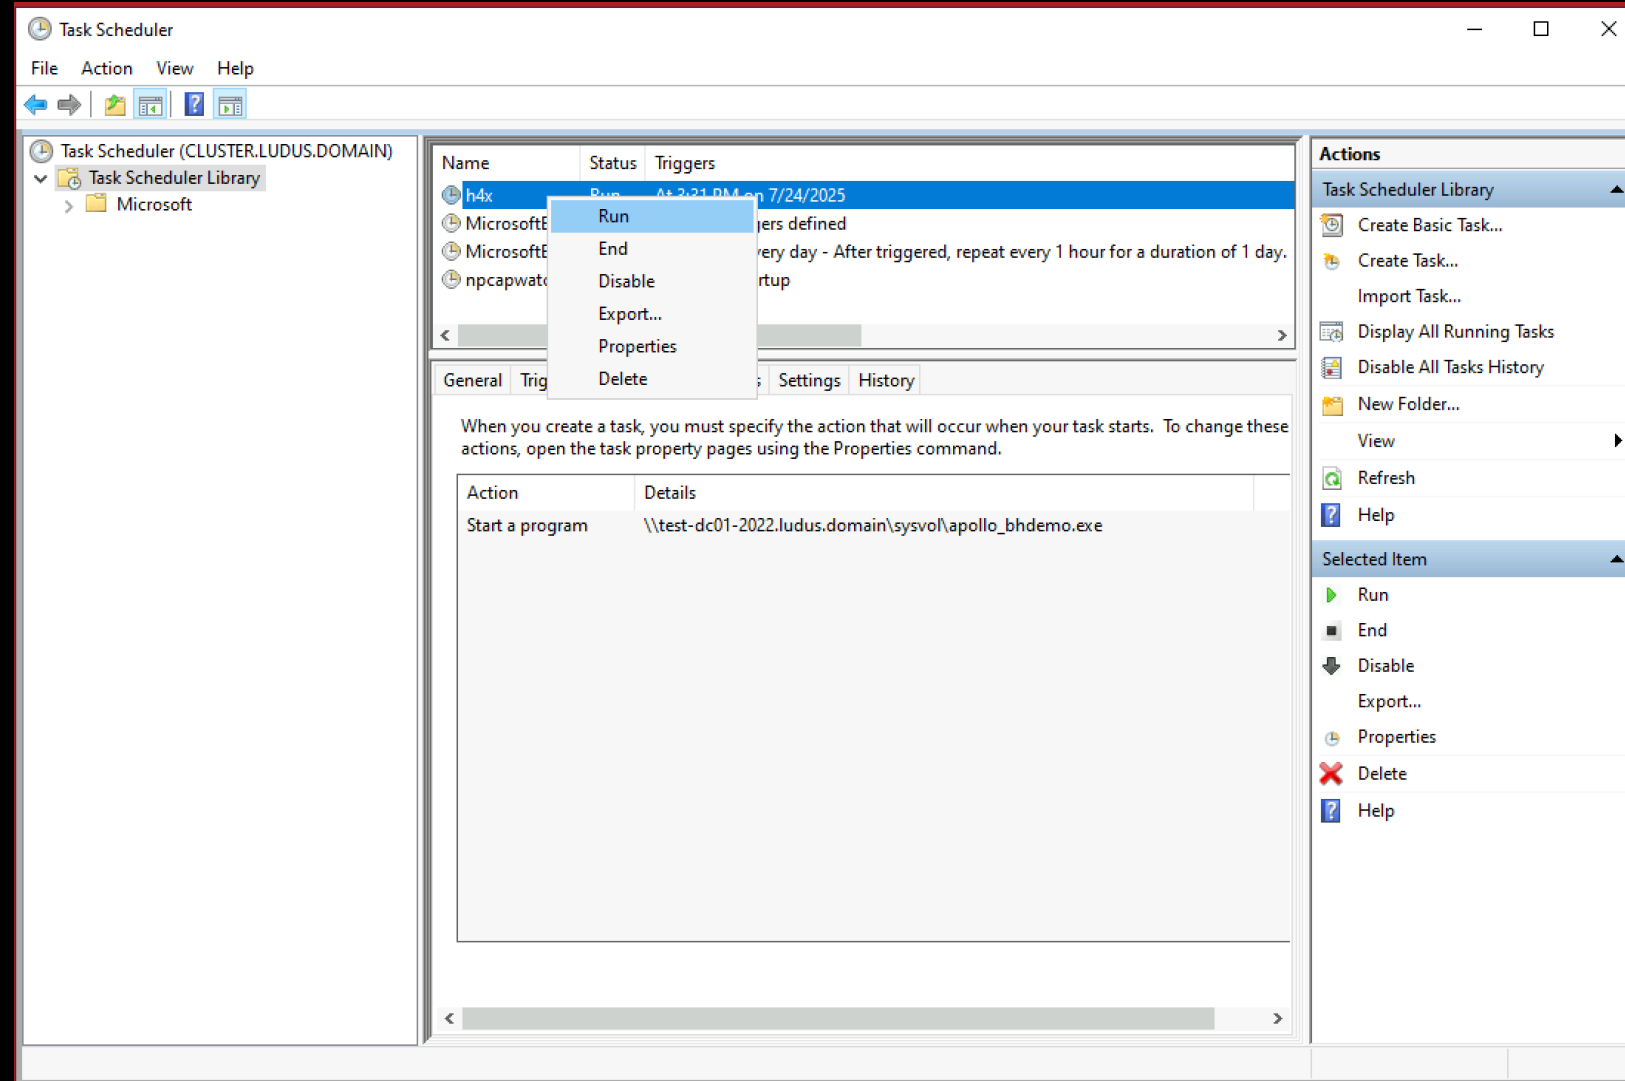 Task Scheduler
File Action View Help
Task Scheduler (CLUSTER.LUDUS.DOMAIN)
Task Scheduler Library
Microsoft
Name Status Triggers
h4x Run At 3:31 PM on 7/24/2025
MicrosoftE gers defined
MicrosoftE very day - After triggered, repeat every 1 hour for a duration of 1 day.
npcapwatc rtup
Run
End
Disable
Export...
Properties
Delete
General Trig s Settings History
When you create a task, you must specify the action that will occur when your task starts. To change these
actions, open the task property pages using the Properties command.
Action Details
Start a program \\test-dc01-2022.ludus.domain\sysvol\apollo_bhdemo.exe
Actions
Task Scheduler Library
Create Basic Task...
Create Task...
Import Task...
Display All Running Tasks
Disable All Tasks History
New Folder...
View
Refresh
Help
Selected Item
Run
End
Disable
Export...
Properties
Delete
Help